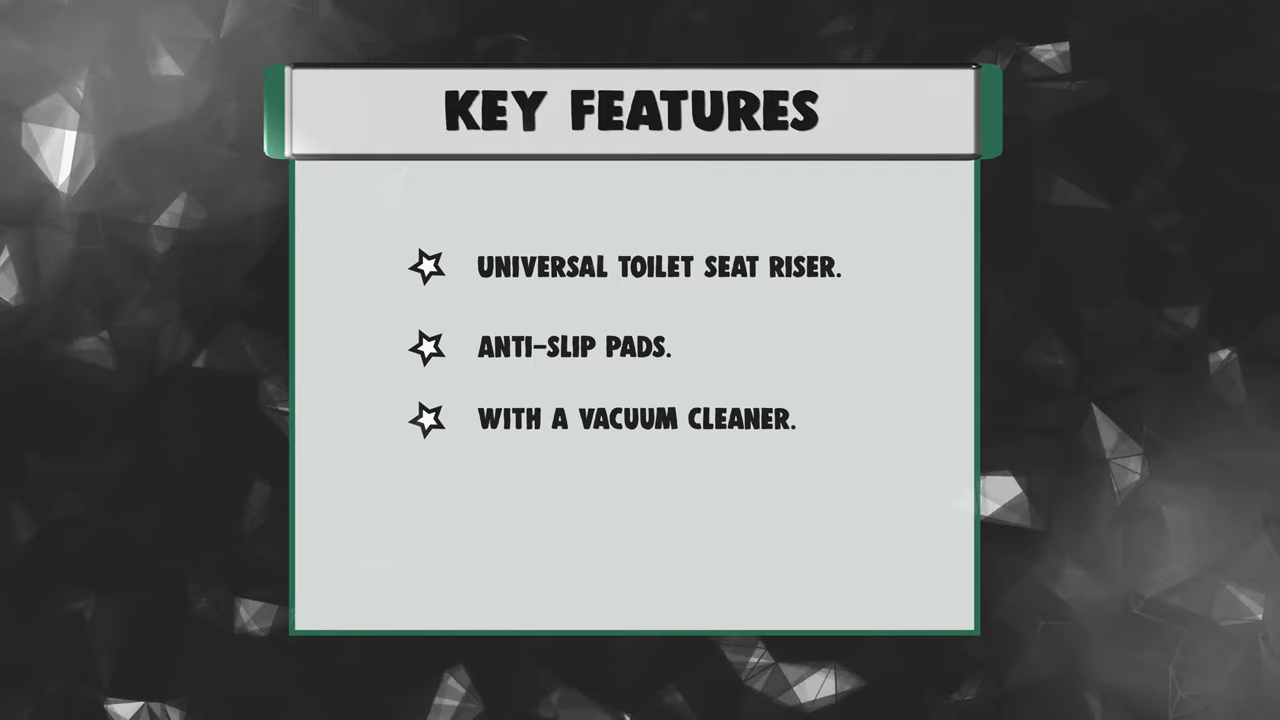 KEY FEATURES
UNIVERSAL TOILET SEAT RISER.
ANTI-SLIP PADS.
WITH A VACUUM CLEANER.